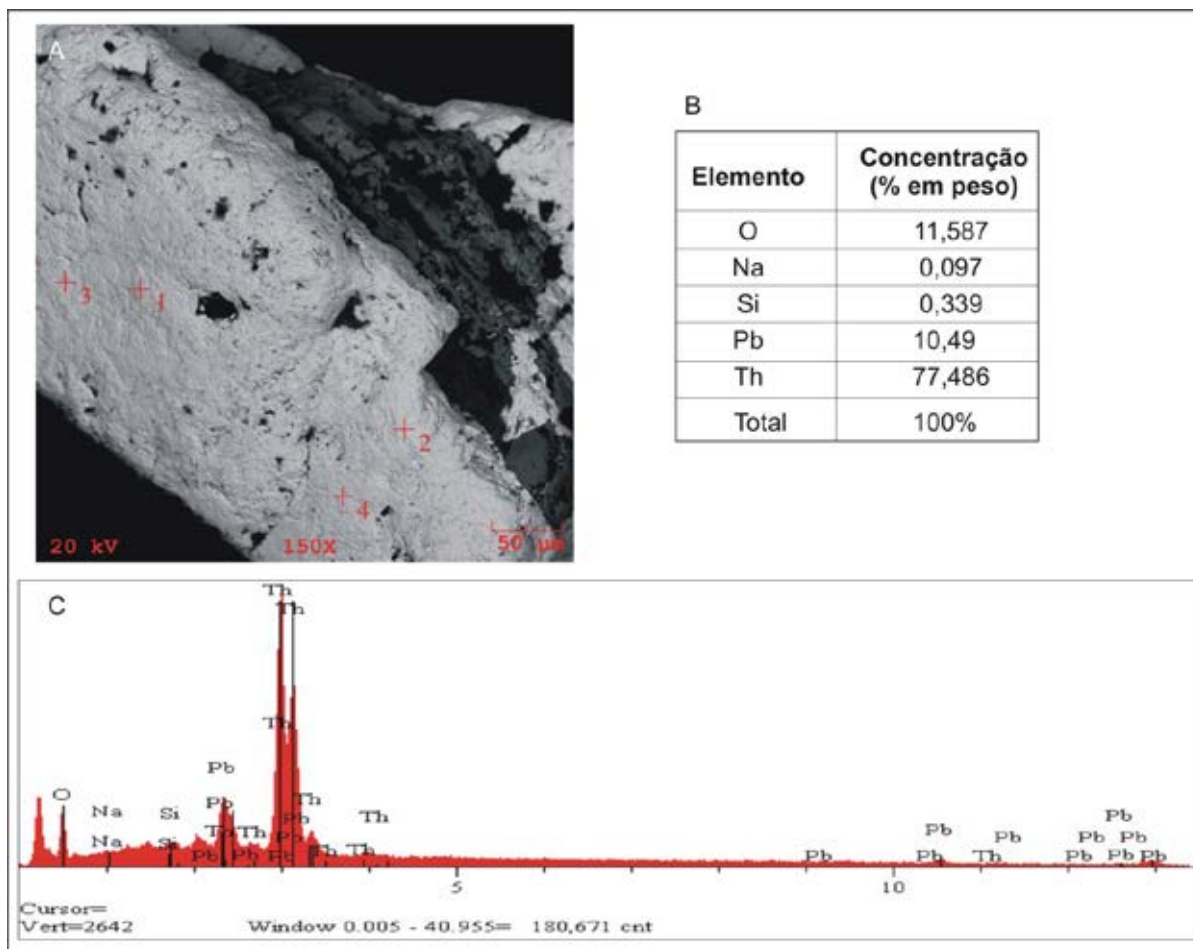 A
3
1
2
4
20 kV 150X 50 µm
B
Elemento Concentração (% em peso)
O 11,587
Na 0,097
Si 0,339
Pb 10,49
Th 77,486
Total 100%
C
Th
Th
Th
Pb
O
Pb
Th
Pb
Th
Na
Si
Th
Th
Pb
Pb
Pb
Pb
Pb
Pb
Na
Si
Pb
Pb
Pb
Th
Th
Pb
Pb
Th
Pb
Pb
Pb
5 10
Cursor=
Vert=2642 Window 0.005 - 40.955= 180,671 cnt